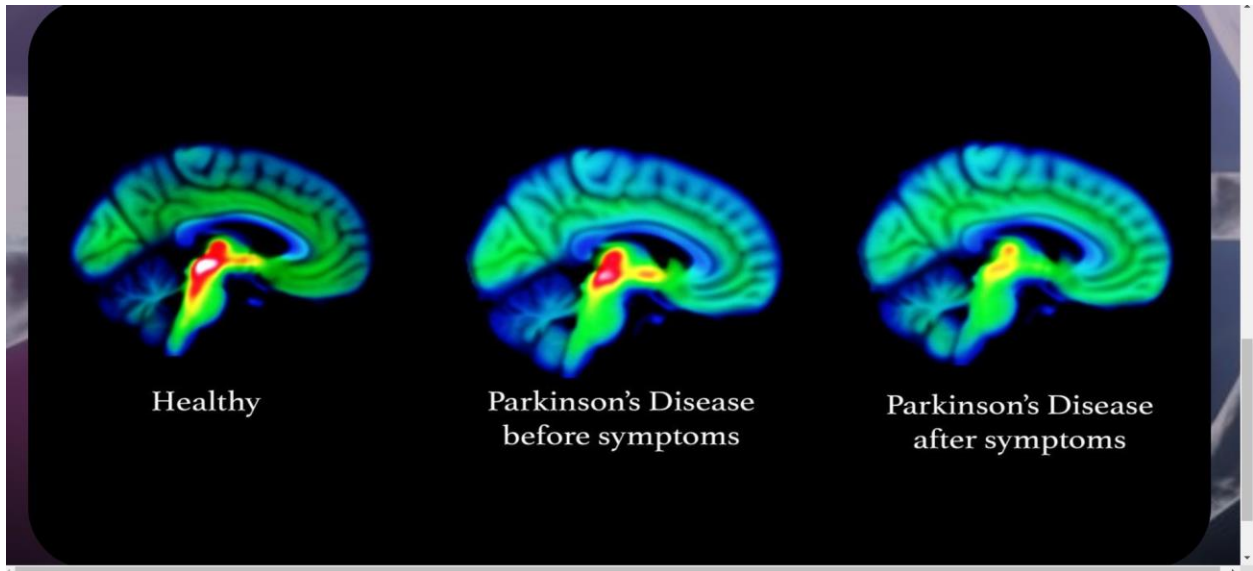 Healthy
Parkinson's Disease
before symptoms
Parkinson's Disease
after symptoms